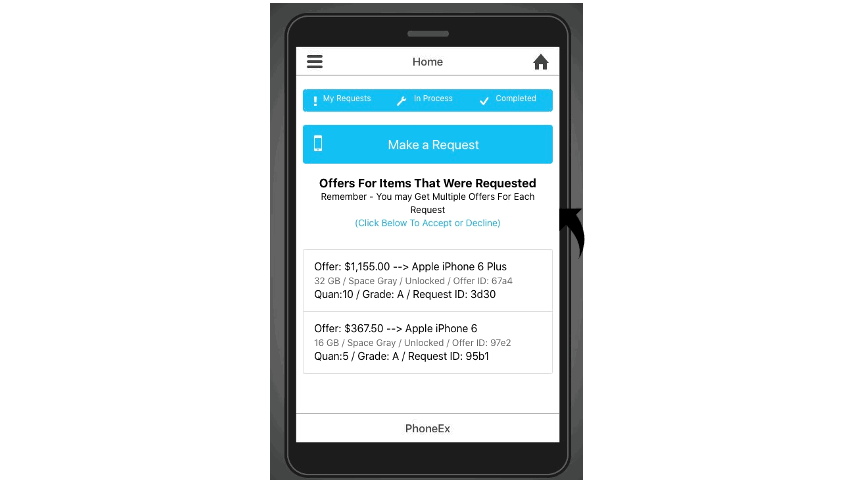 Home
My Requests
In Process
Completed
Make a Request
Offers For Items That Were Requested
Remember - You may Get Multiple Offers For Each
Request
(Click Below To Accept or Decline)
Offer: $1,155.00 --> Apple iPhone 6 Plus
32 GB / Space Gray / Unlocked / Offer ID: 67a4
Quan:10 / Grade: A / Request ID: 3d30
Offer: $367.50 --> Apple iPhone 6
16 GB / Space Gray / Unlocked / Offer ID: 97e2
Quan:5 / Grade: A / Request ID: 95b1
PhoneEx